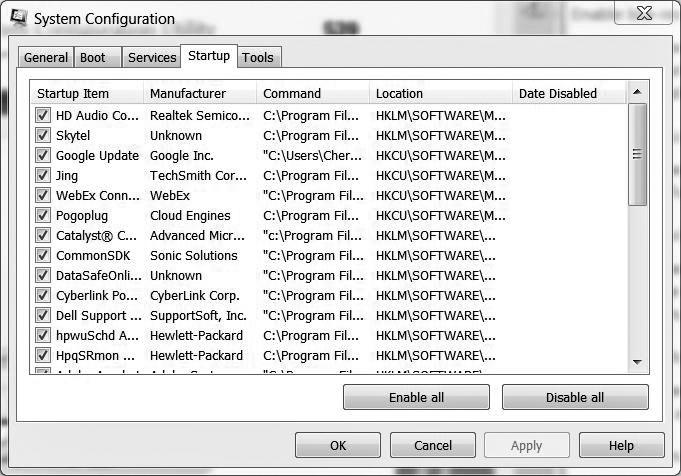 System Configuration
General Boot Services Startup Tools
Startup Item Manufacturer Command Location Date Disabled
HD Audio Co... Realtek Semico... C:\Program Fil... HKLM\SOFTWARE\M...
Skytel Unknown C:\Program Fil... HKLM\SOFTWARE\M...
Google Update Google Inc. "C:\Users\Cher... HKCU\SOFTWARE\M...
Jing TechSmith Cor... C:\Program Fil... HKCU\SOFTWARE\M...
WebEx Conn... WebEx "C:\Program Fil... HKCU\SOFTWARE\M...
Pogoplug Cloud Engines C:\Program Fil... HKCU\SOFTWARE\M...
Catalyst® C... Advanced Micr... "c:\Program Fil... HKLM\SOFTWARE\...
CommonSDK Sonic Solutions "C:\Program Fil... HKLM\SOFTWARE\...
DataSafeOnli... Unknown "C:\Program Fil... HKLM\SOFTWARE\...
Cyberlink Po... CyberLink Corp. "C:\Program Fil... HKLM\SOFTWARE\...
Dell Support ... SupportSoft, Inc. "C:\Program Fil... HKLM\SOFTWARE\...
hpwuSchd A... Hewlett-Packard C:\Program Fil... HKLM\SOFTWARE\...
HpqSRmon ... Hewlett-Packard C:\Program Fil... HKLM\SOFTWARE\...
Enable all Disable all
OK Cancel Apply Help